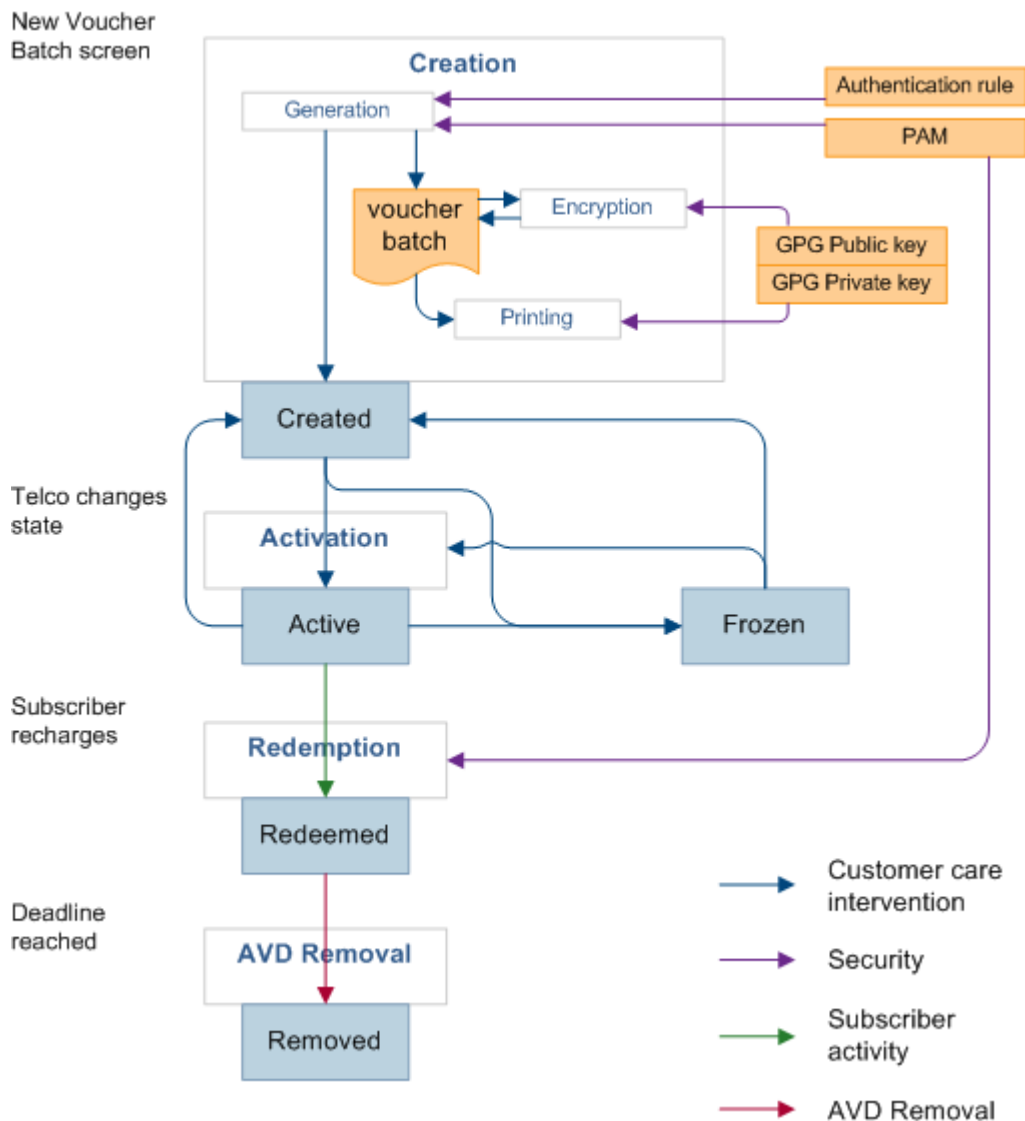 New Voucher
Batch screen
Creation
Authentication rule
Generation
PAM
voucher
batch
Encryption
GPG Public key
GPG Private key
Printing
Created
Telco changes
state
Activation
Active
Frozen
Subscriber
recharges
Redemption
Redeemed
Customer care
intervention
Deadline
reached
AVD Removal
Security
Removed
Subscriber
activity
AVD Removal